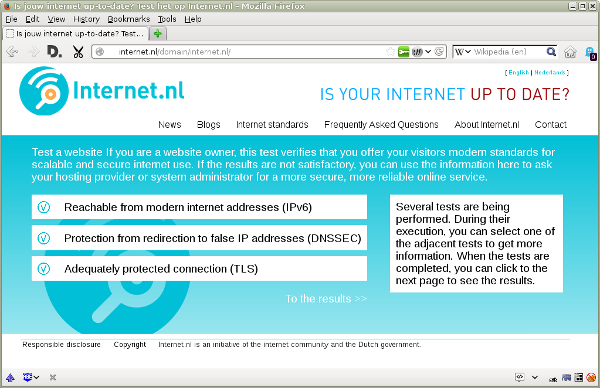 Is jouw internet up-to-date? Test het op Internet.nl - Mozilla Firefox
File Edit View History Bookmarks Tools Help
Is jouw internet up-to-date? Test...
internet.nl/domain/internet.nl/
Wikipedia (en)
[ English | Nederlands ]
Internet.nl
IS YOUR INTERNET UP TO DATE?
News Blogs Internet standards Frequently Asked Questions About Internet.nl Contact
Test a website If you are a website owner, this test verifies that you offer your visitors modern standards for
scalable and secure internet use. If the results are not satisfactory, you can use the information here to ask
your hosting provider or system administrator for a more secure, more reliable online service.
Reachable from modern internet addresses (IPv6)
Protection from redirection to false IP addresses (DNSSEC)
Adequately protected connection (TLS)
To the results >>
Several tests are being
performed. During their
execution, you can select one of
the adjacent tests to get more
information. When the tests are
completed, you can click to the
next page to see the results.
Responsible disclosure Copyright Internet.nl is an initiative of the internet community and the Dutch government.